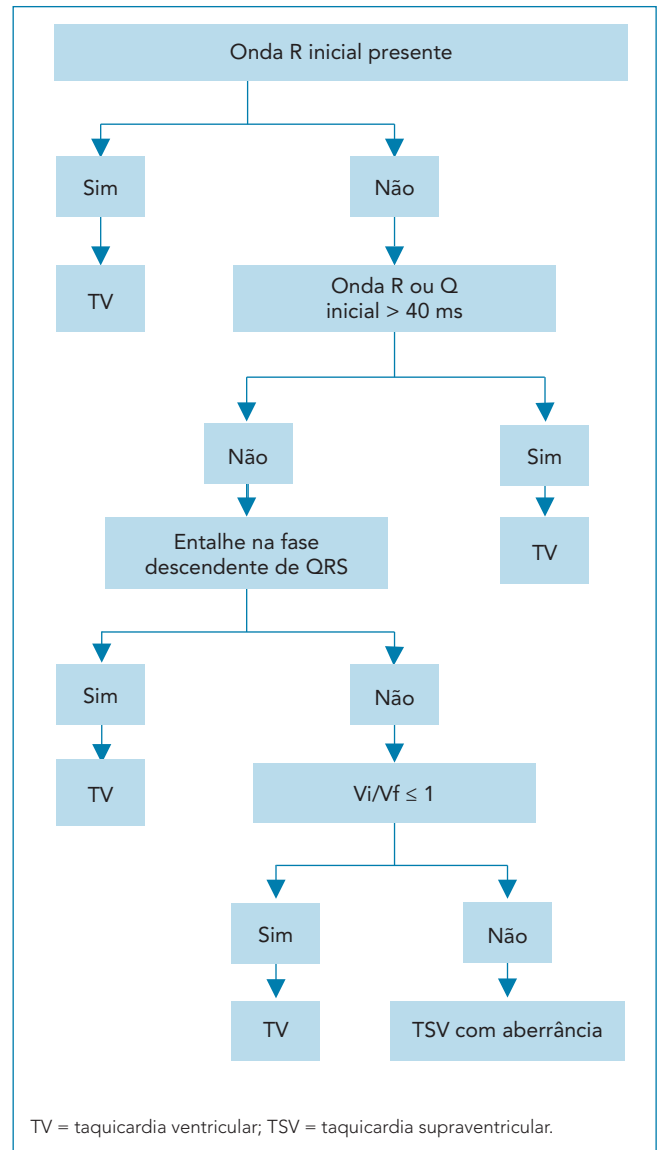 Onda R inicial presente
Sim
Não
TV
Onda R ou Q
inicial > 40 ms
Não
Sim
Entalhe na fase
descendente de QRS
TV
Sim
Não
TV
Vi/Vf ≤ 1
Sim
Não
TV
TSV com aberrância
TV = taquicardia ventricular; TSV = taquicardia supraventricular.